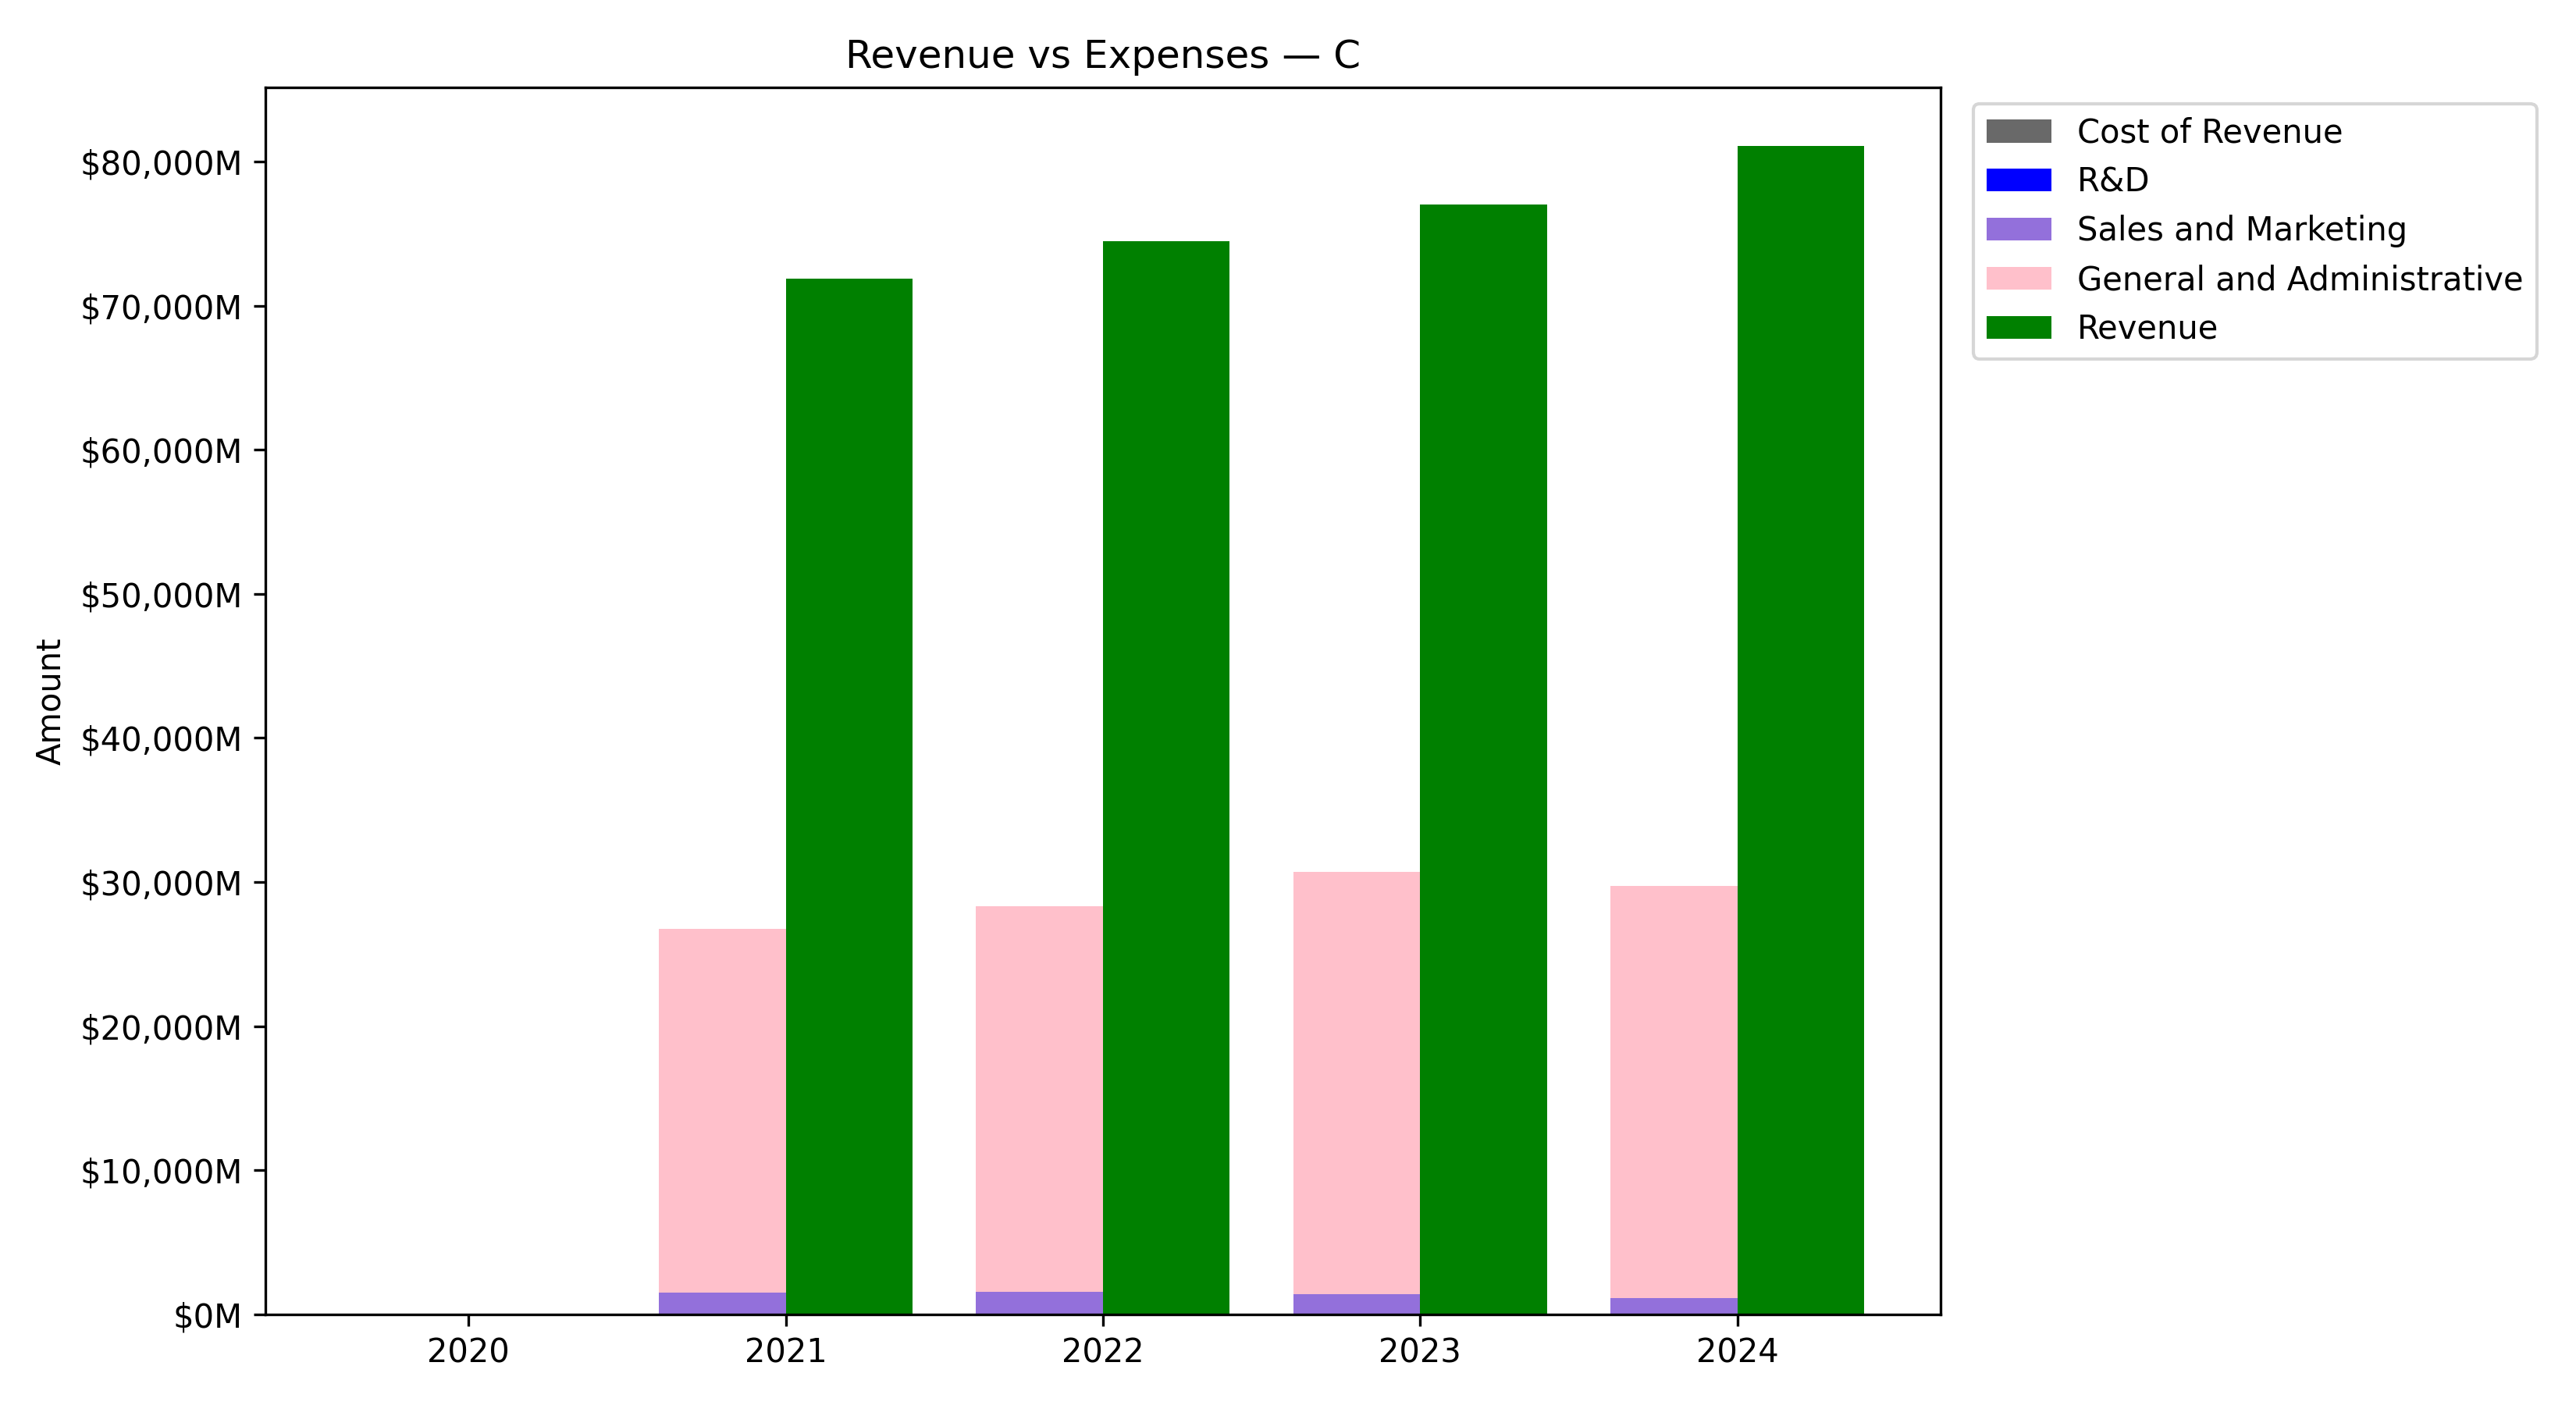 Revenue vs Expenses — C
Cost of Revenue
R&D
Sales and Marketing
General and Administrative
Revenue
$80,000M
$70,000M
$60,000M
$50,000M
$40,000M
$30,000M
$20,000M
$10,000M
$0M
Amount
2020 2021 2022 2023 2024